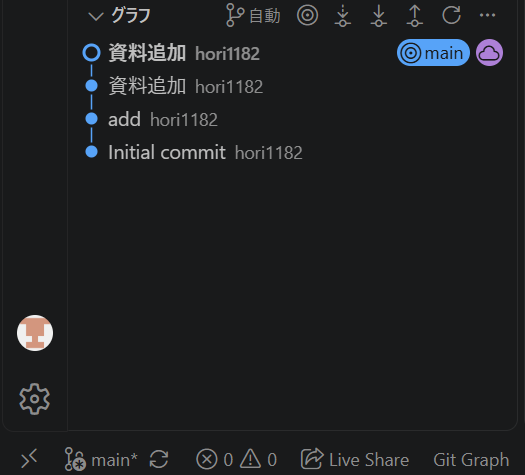 グラフ 自動
資料追加 hori1182 main
資料追加 hori1182
add hori1182
Initial commit hori1182
main* 0 0 Live Share Git Graph